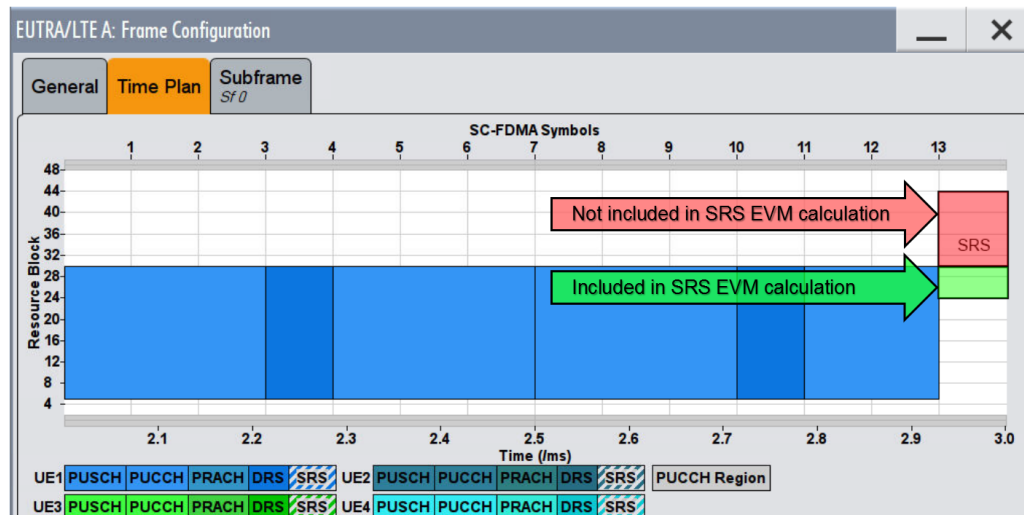 EUTRA/LTE A: Frame Configuration
General Time Plan Subframe
Sf 0
SC-FDMA Symbols
1 2 3 4 5 6 7 8 9 10 11 12 13
48
44
40
36
32
28
24
20
16
12
8
4
Resource Block
Not included in SRS EVM calculation
SRS
Included in SRS EVM calculation
2.1 2.2 2.3 2.4 2.5 2.6 2.7 2.8 2.9 3.0
Time (/ms)
UE1 PUSCH PUCCH PRACH DRS SRS UE2 PUSCH PUCCH PRACH DRS SRS PUCCH Region
UE3 PUSCH PUCCH PRACH DRS SRS UE4 PUSCH PUCCH PRACH DRS SRS